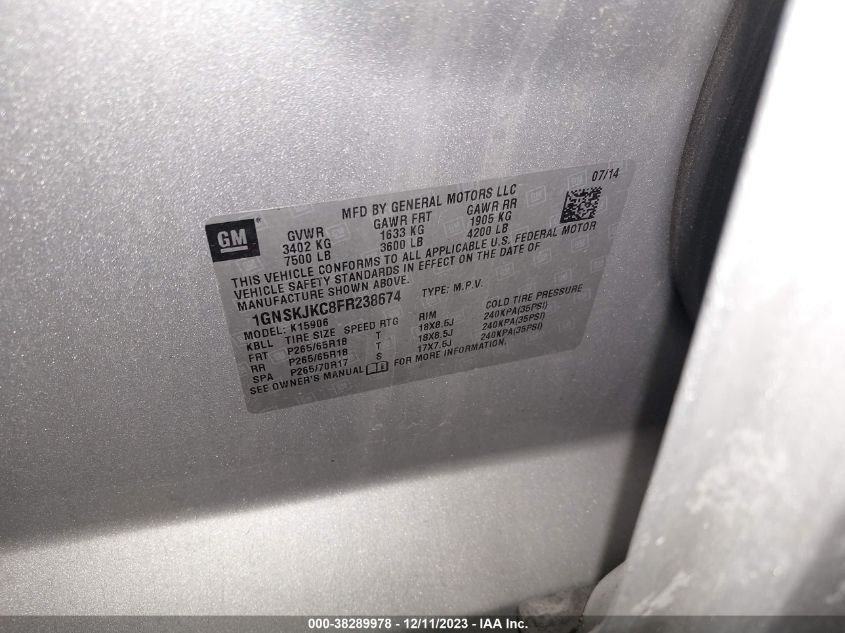 07/14
MFD BY GENERAL MOTORS LLC
GM®
GVWR GAWR FRT GAWR RR
3402 KG 1633 KG 1905 KG
7500 LB 3600 LB 4200 LB
THIS VEHICLE CONFORMS TO ALL APPLICABLE U.S. FEDERAL MOTOR
VEHICLE SAFETY STANDARDS IN EFFECT ON THE DATE OF
MANUFACTURE SHOWN ABOVE.
1GNSKJKC8FR238674 TYPE: M.P.V.
MODEL: K15906
KBLL TIRE SIZE SPEED RTG RIM COLD TIRE PRESSURE
FRT P265/65R18 T 18X8.5J 240KPA(35PSI)
RR P265/65R18 T 18X8.5J 240KPA(35PSI)
SPA P265/70R17 S 17X7.5J 240KPA(35PSI)
SEE OWNER'S MANUAL FOR MORE INFORMATION.
000-38289978 - 12/11/2023 - IAA Inc.